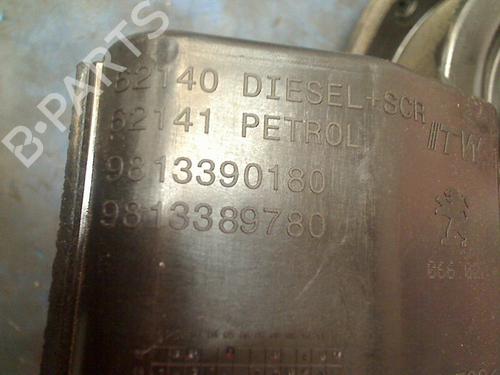 62140 DIESEL+SCR
62141 PETROL
TW
9813390180
9813389780
B-PARTS